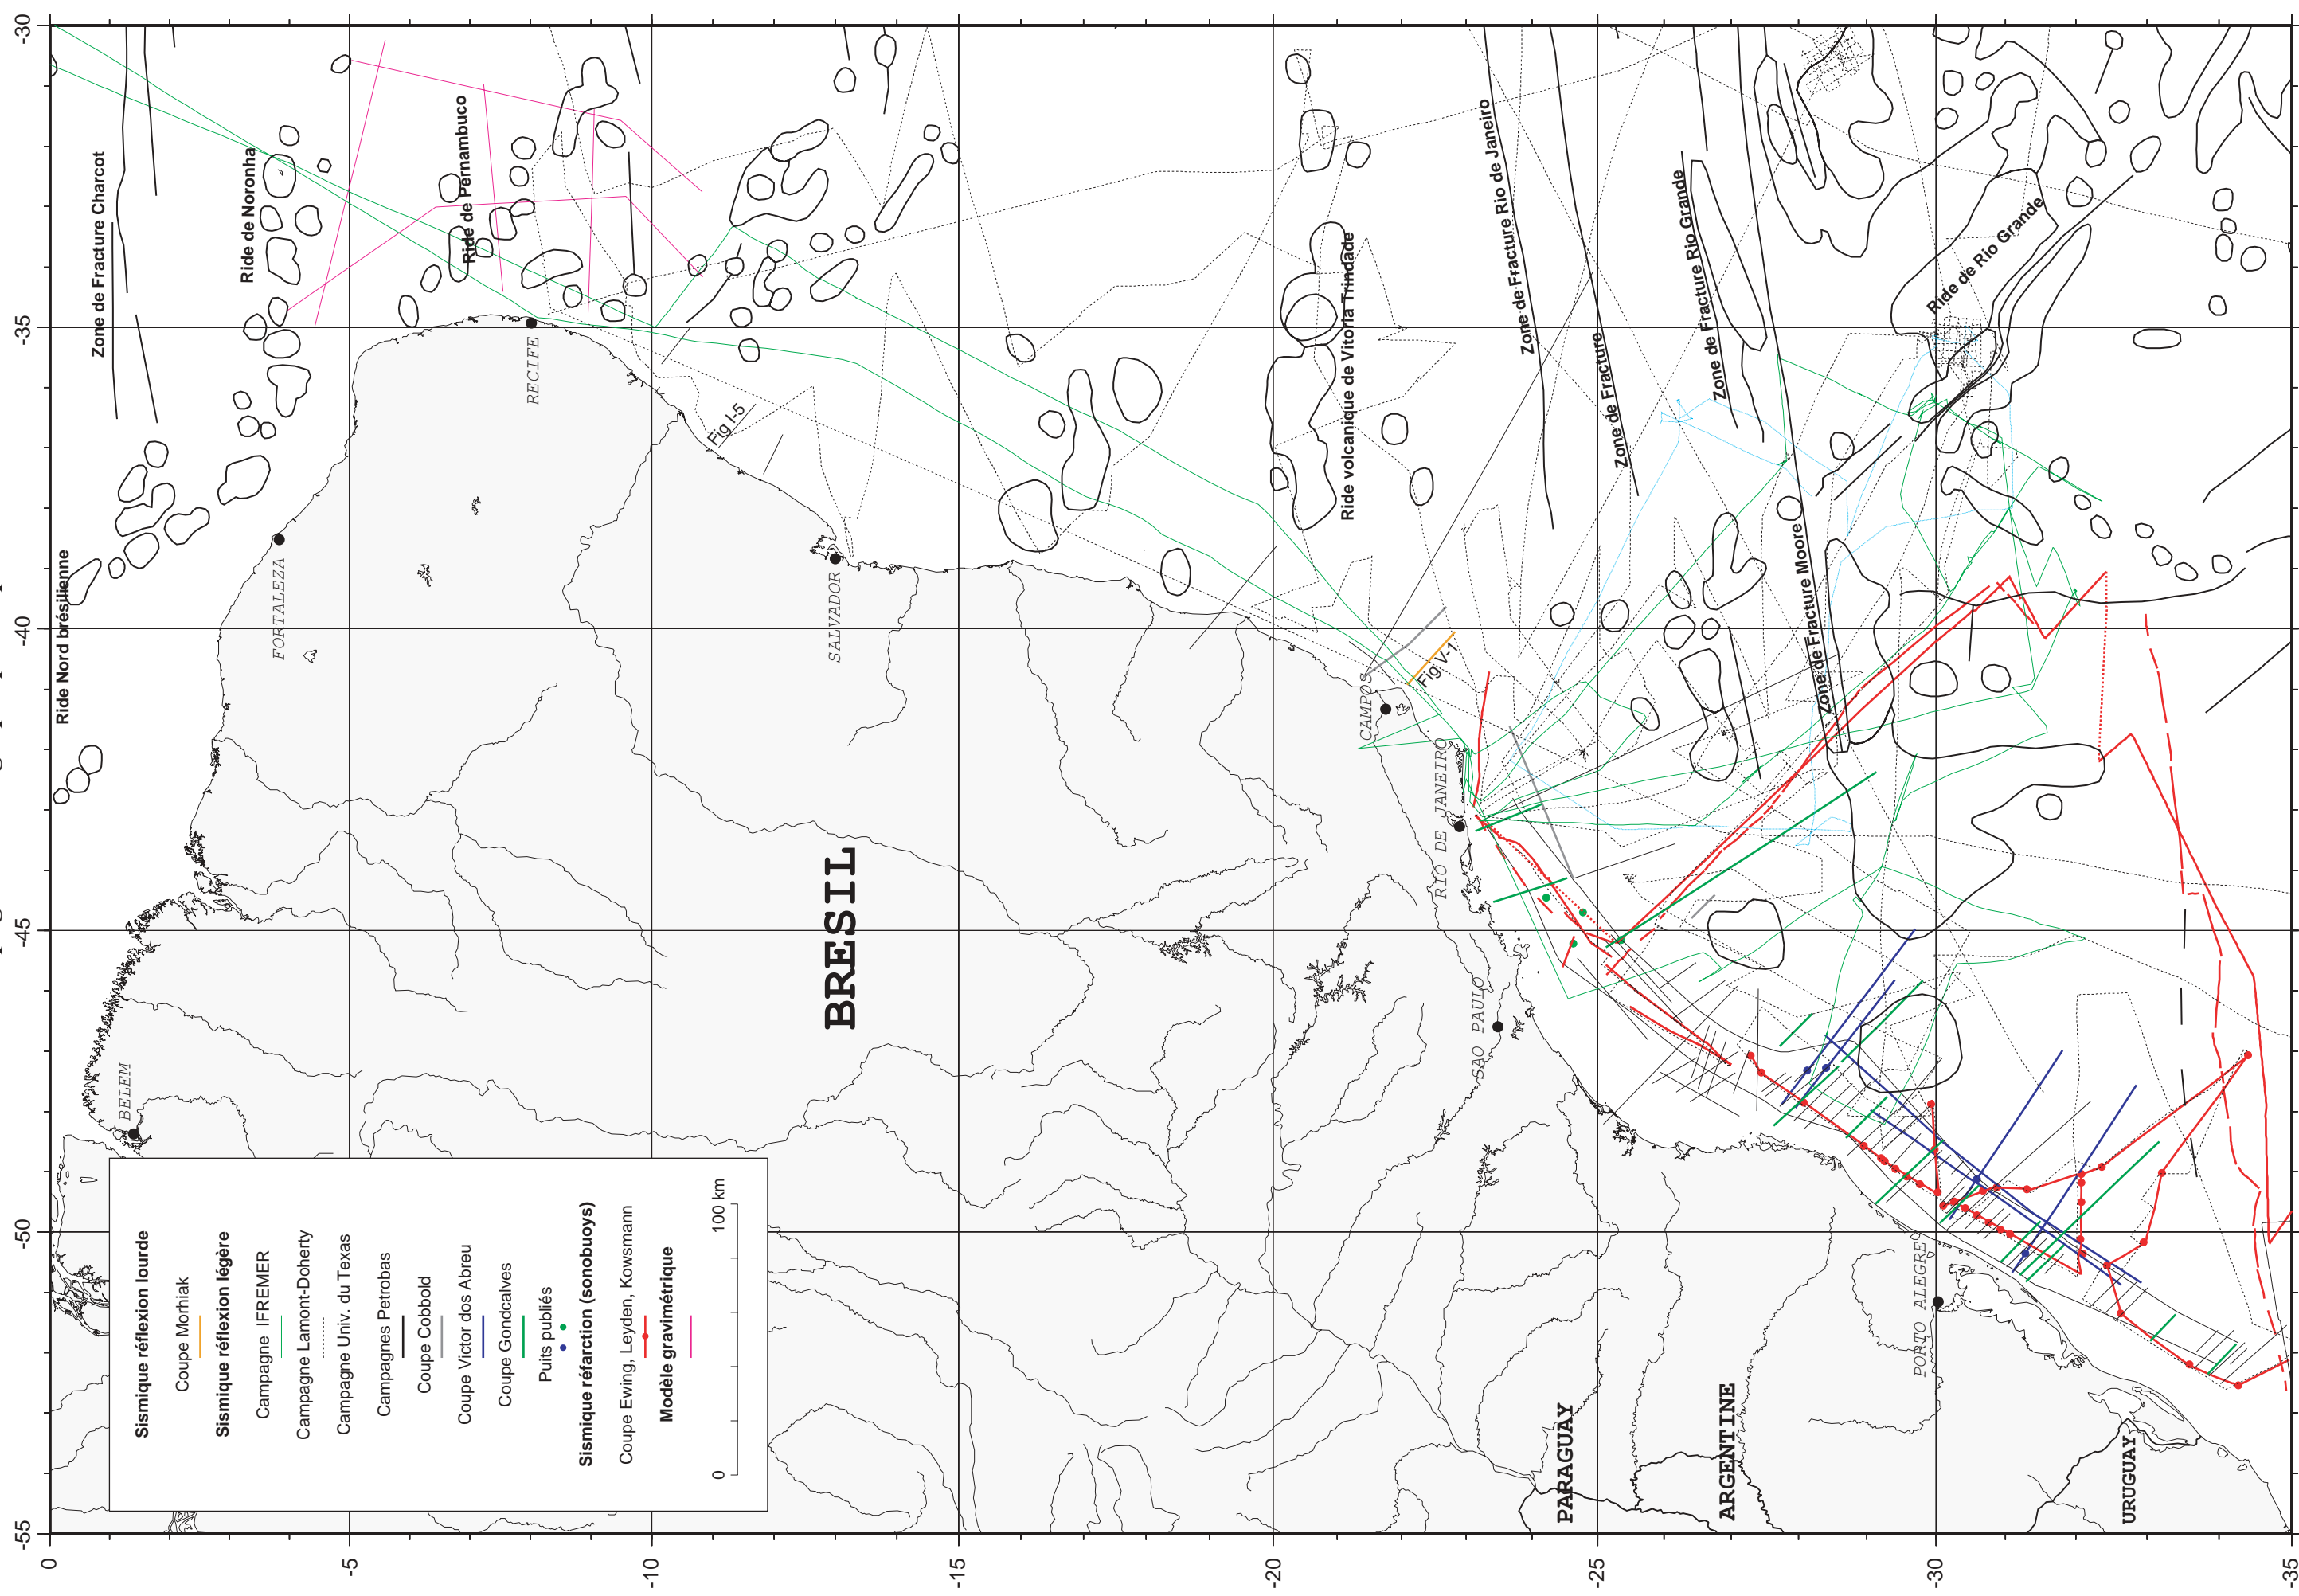 -30
-35
-40
-45
-50
-55
0
-5
-10
-15
-20
-25
-30
-35
Zone de Fracture Charcot
Ride de Noronha
Ride de Pernambuco
Ride Nord brésilienne
Ride volcanique de Vitoria Trindade
Zone de Fracture Rio de Janeiro
Zone de Fracture
Zone de Fracture Rio Grande
Ride de Rio Grande
Zone de Fracture Moore
Fig I-5
Fig V-1
BELEM
FORTALEZA
RECIFE
SALVADOR
CAMPOS
RIO DE JANEIRO
SAO PAULO
PORTO ALEGRE
BRESIL
PARAGUAY
ARGENTINE
URUGUAY
Sismique réflexion lourde
Coupe Morhiak
Sismique réflexion légère
Campagne IFREMER
Campagne Lamont-Doherty
Campagne Univ. du Texas
Campagnes Petrobas
Coupe Cobbold
Coupe Victor dos Abreu
Coupe Gondcalves
Puits publiés
Sismique réfarction (sonobuoys)
Coupe Ewing, Leyden, Kowsmann
Modèle gravimétrique
0
100 km